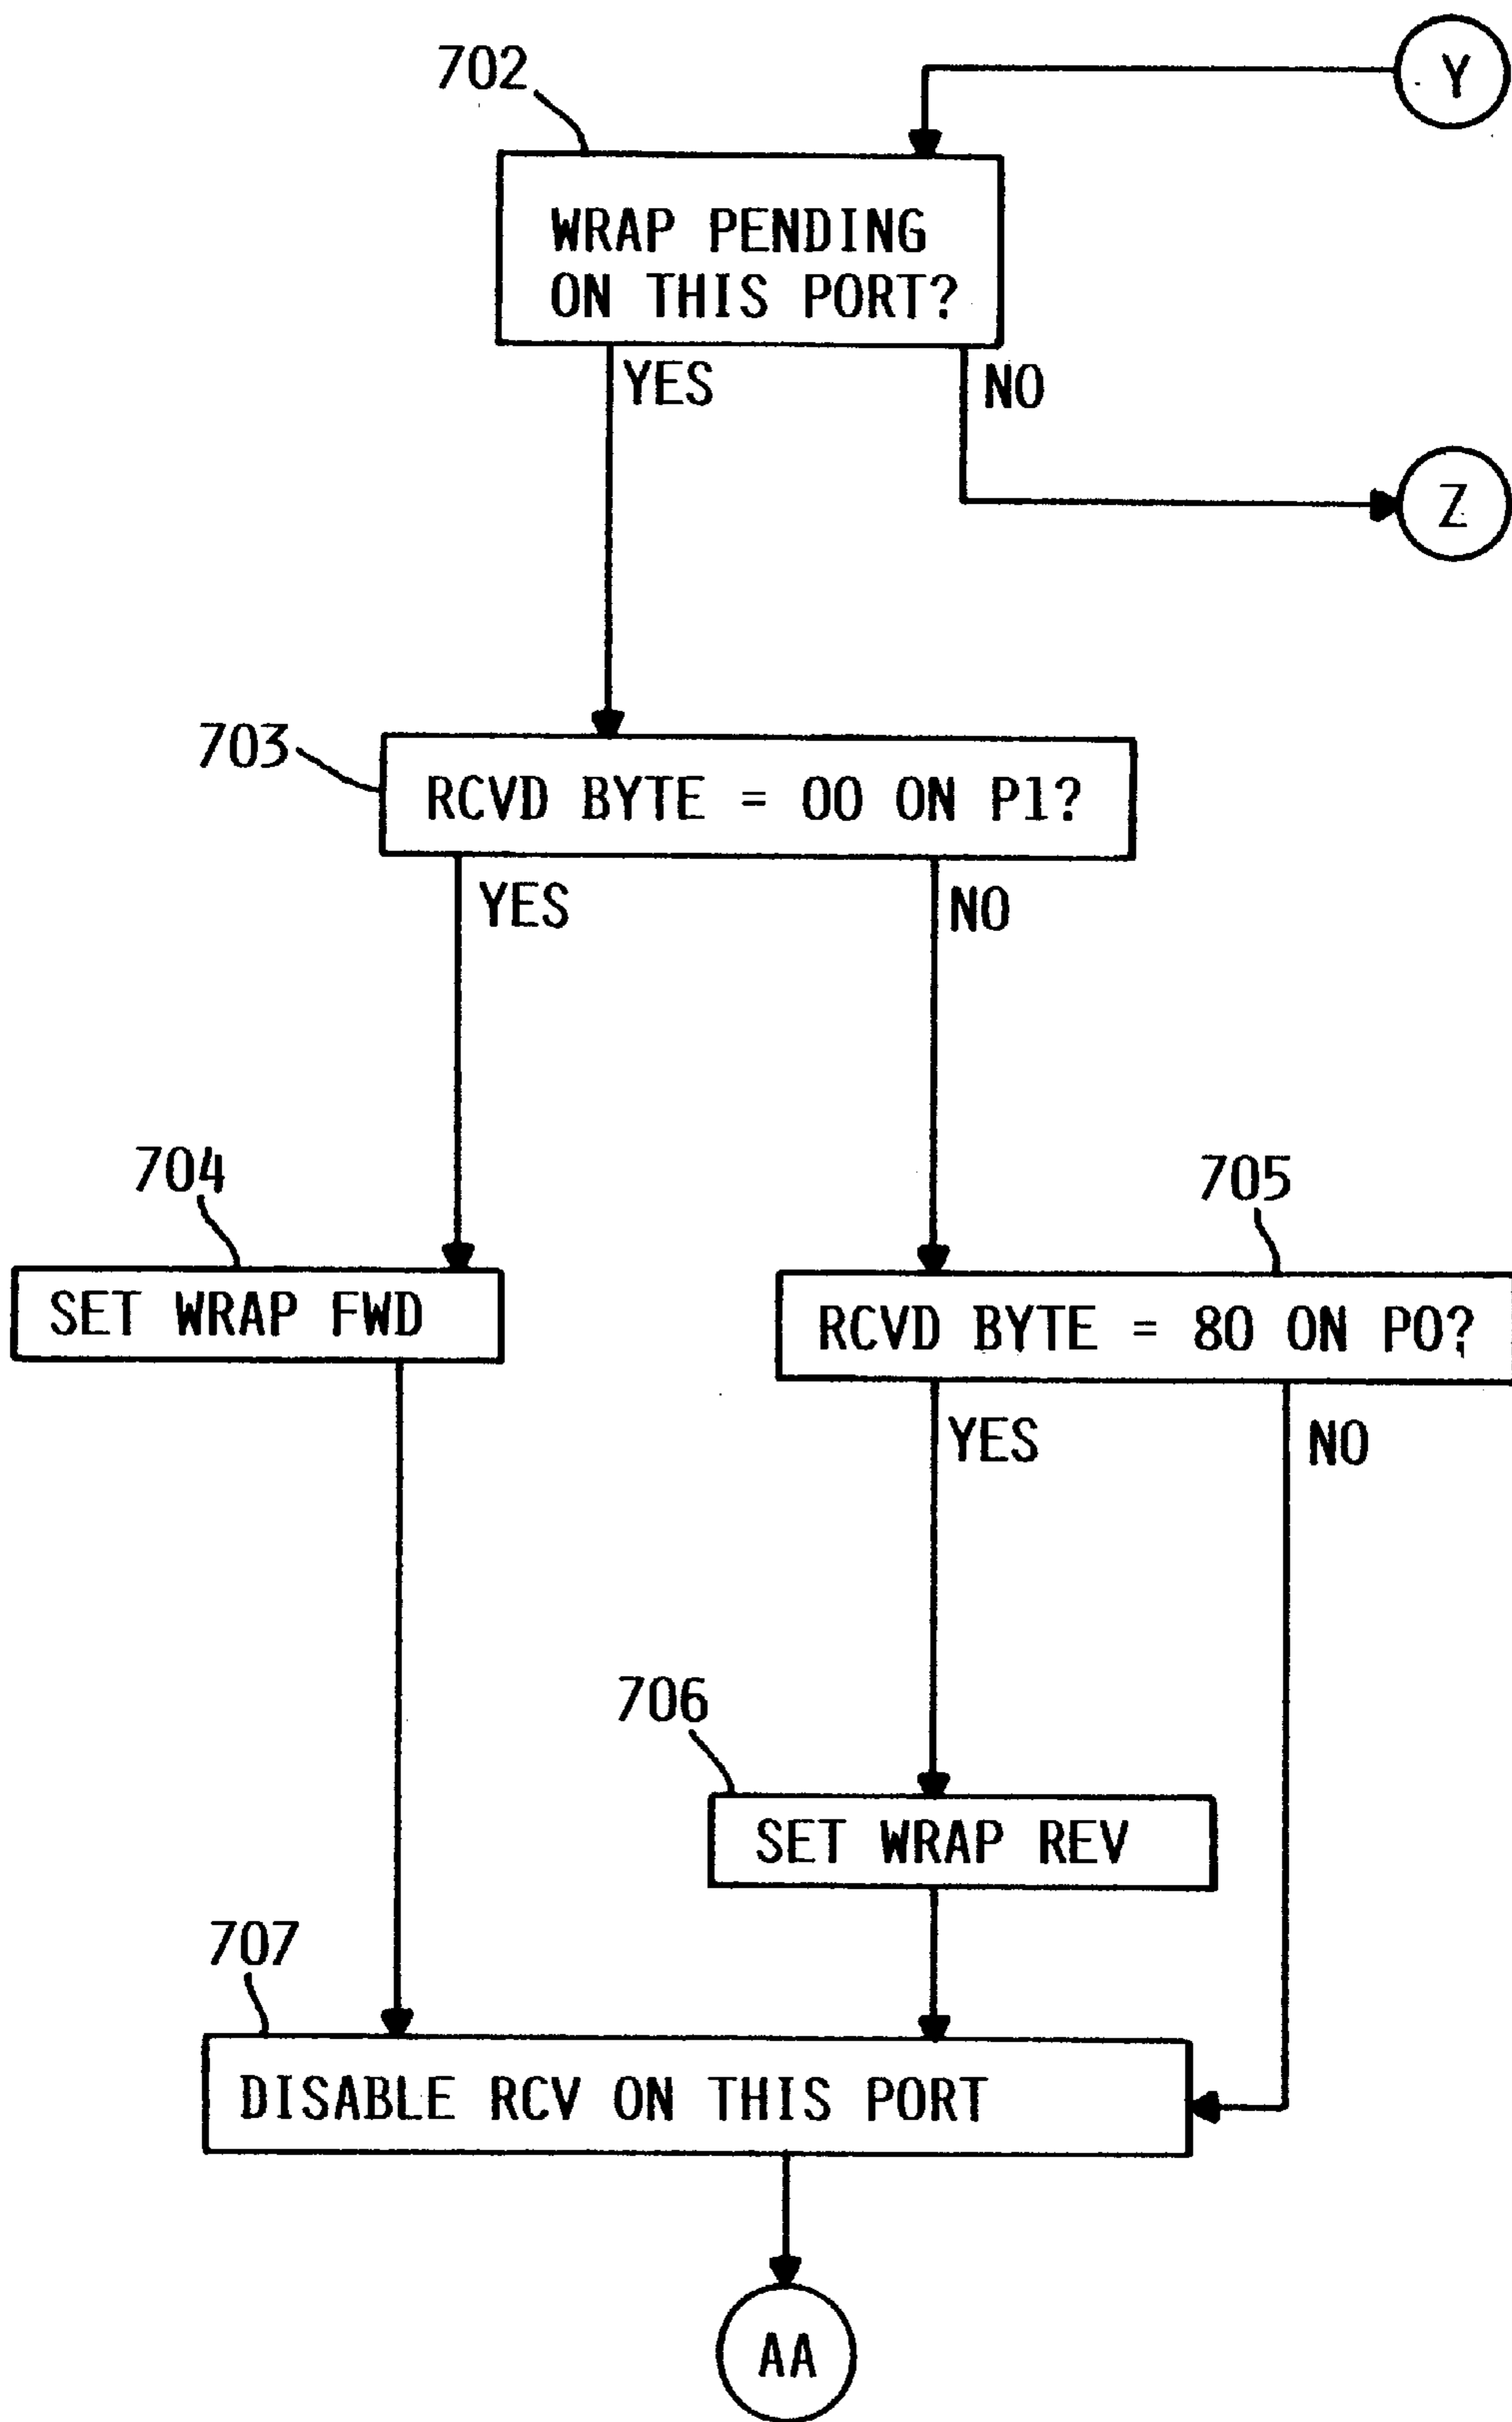 702
Y
WRAP PENDING
ON THIS PORT?
YES
NO
Z
703
RCVD BYTE = 00 ON P1?
YES
NO
704
705
SET WRAP FWD
RCVD BYTE = 80 ON P0?
YES
NO
706
SET WRAP REV
707
DISABLE RCV ON THIS PORT
AA